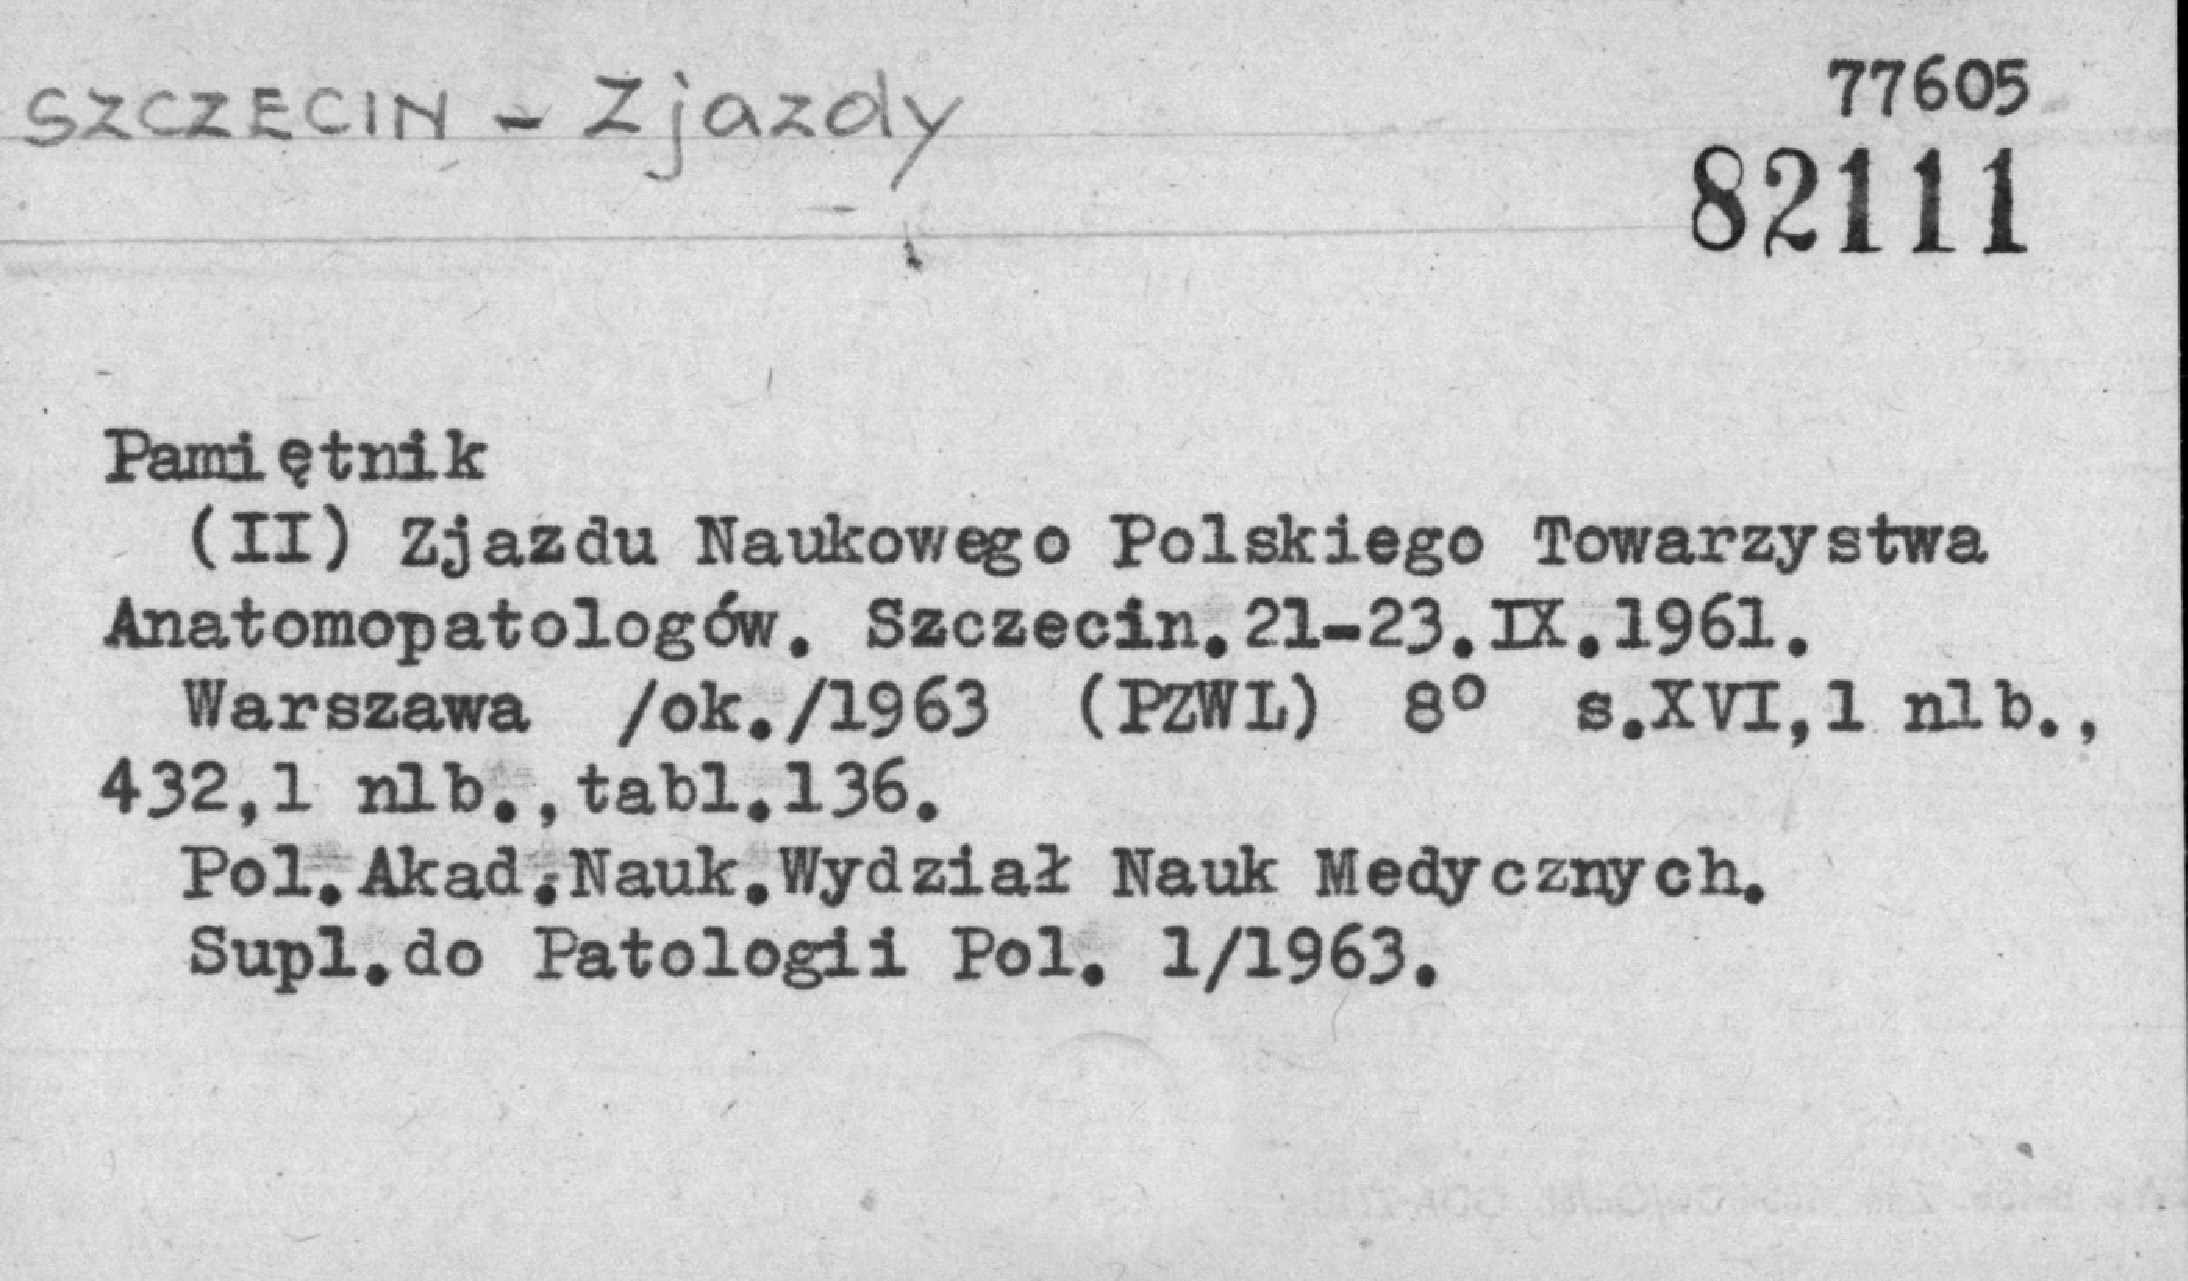 SZCZECIN - Zjazdy
77605
82111
Pamiętnik
(II) Zjazdu Naukowego Polskiego Towarzystwa
Anatomopatologów. Szczecin.21-23.IX.1961.
Warszawa /ok./1963 (PZWL) 8º s.XVI,1 nlb.,
432,1 nlb.,tabl.136.
Pol.Akad.Nauk.Wydział Nauk Medycznych.
Supl.do Patologii Pol. 1/1963.